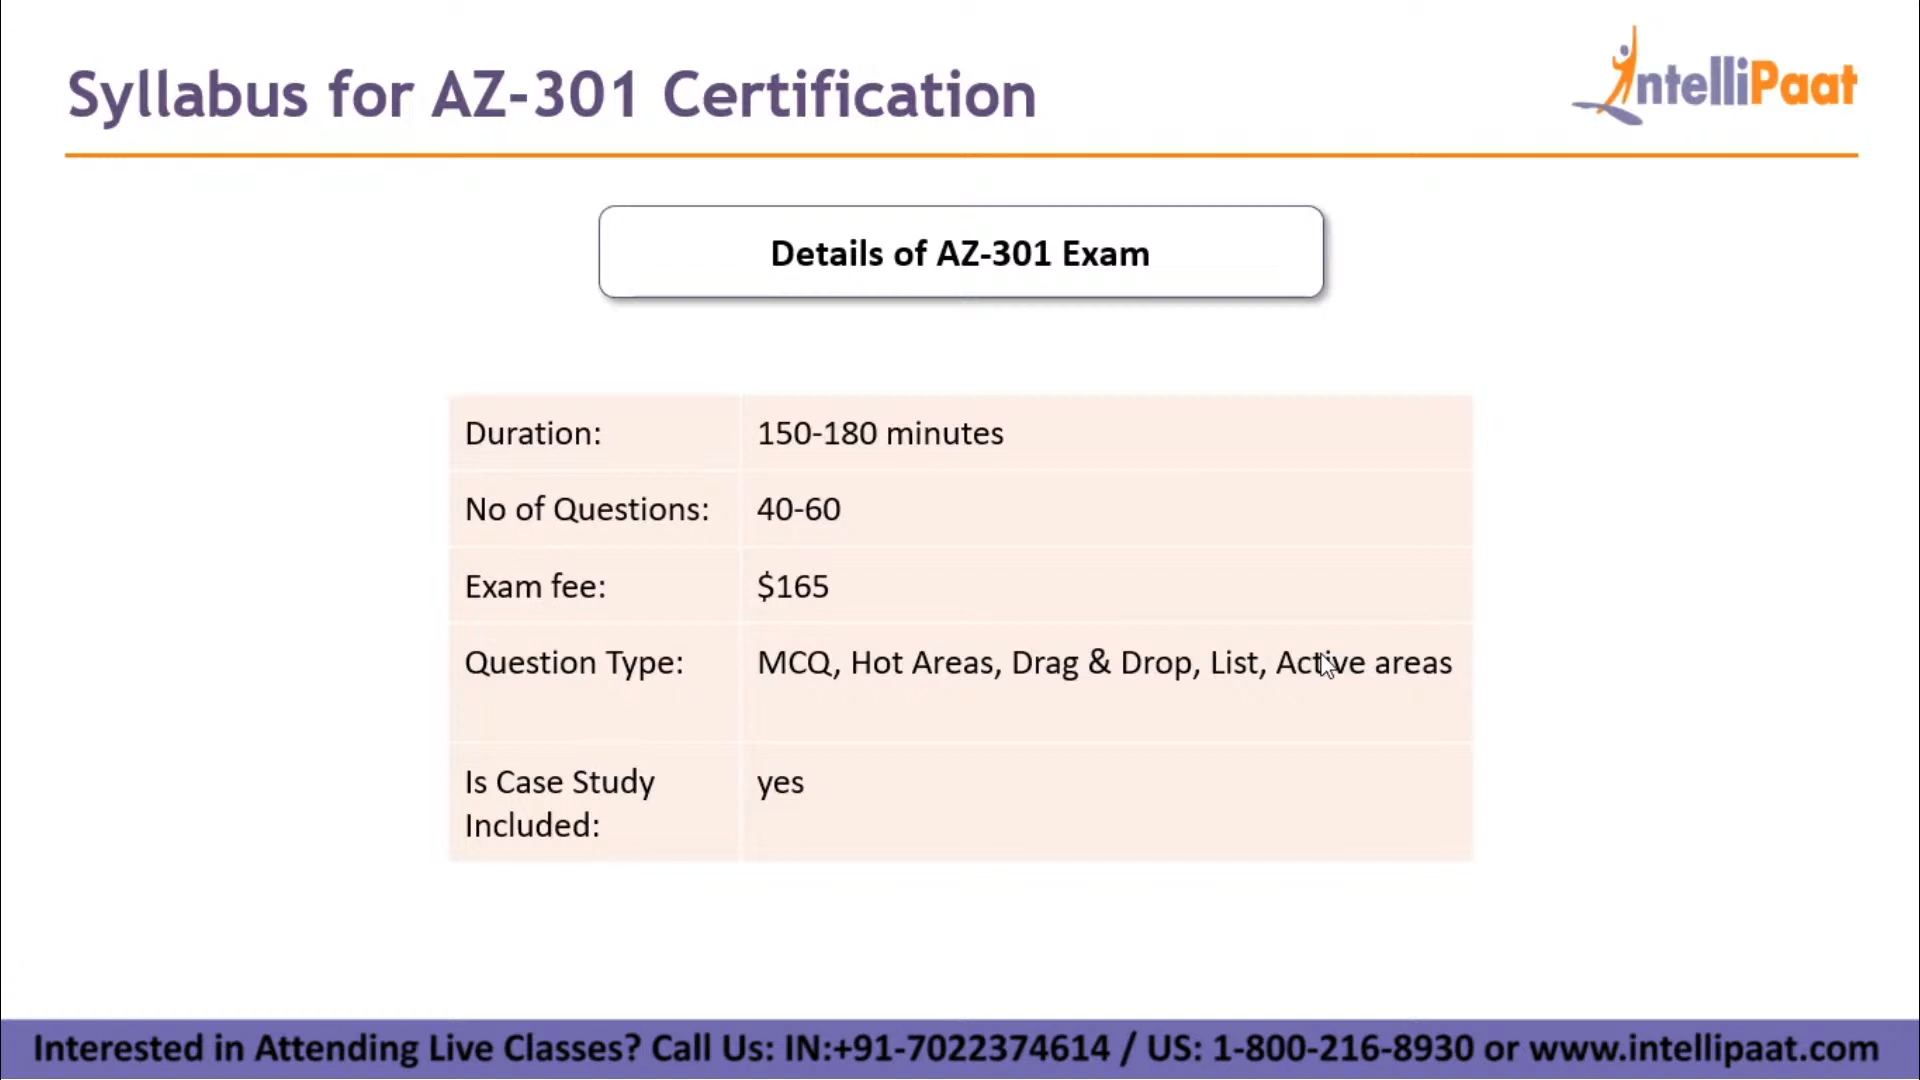 Syllabus for AZ-301 Certification
IntelliPaat
Details of AZ-301 Exam
Duration: 150-180 minutes
No of Questions: 40-60
Exam fee: $165
Question Type: MCQ, Hot Areas, Drag & Drop, List, Active areas
Is Case Study yes
Included:
Interested in Attending Live Classes? Call Us: IN:+91-7022374614 / US: 1-800-216-8930 or www.intellipaat.com